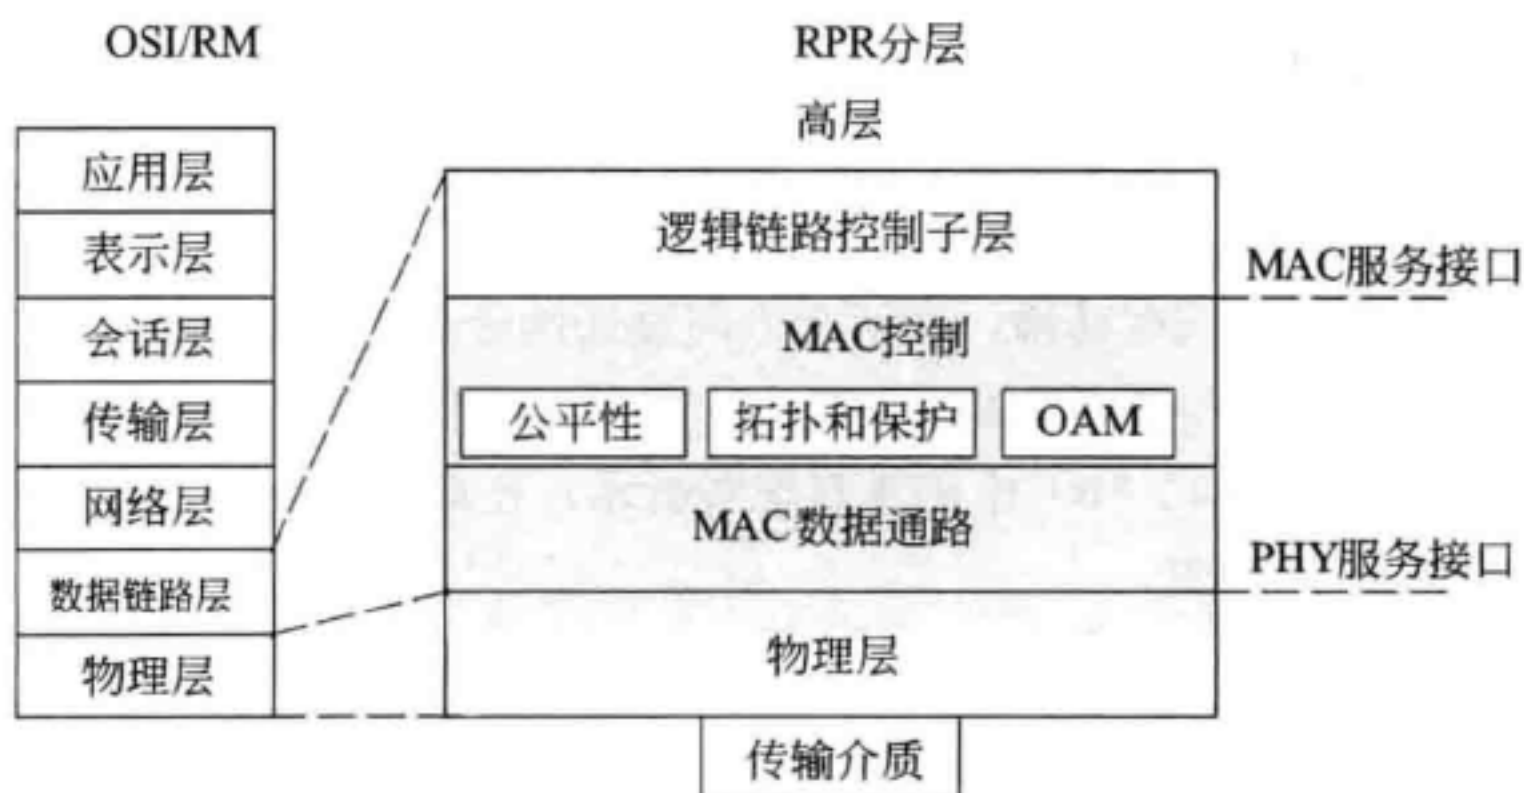 OSI/RM
RPR分层
高层
应用层
表示层
会话层
传输层
网络层
数据链路层
物理层
逻辑链路控制子层
MAC服务接口
MAC控制
公平性
拓扑和保护
OAM
MAC数据通路
PHY服务接口
物理层
传输介质